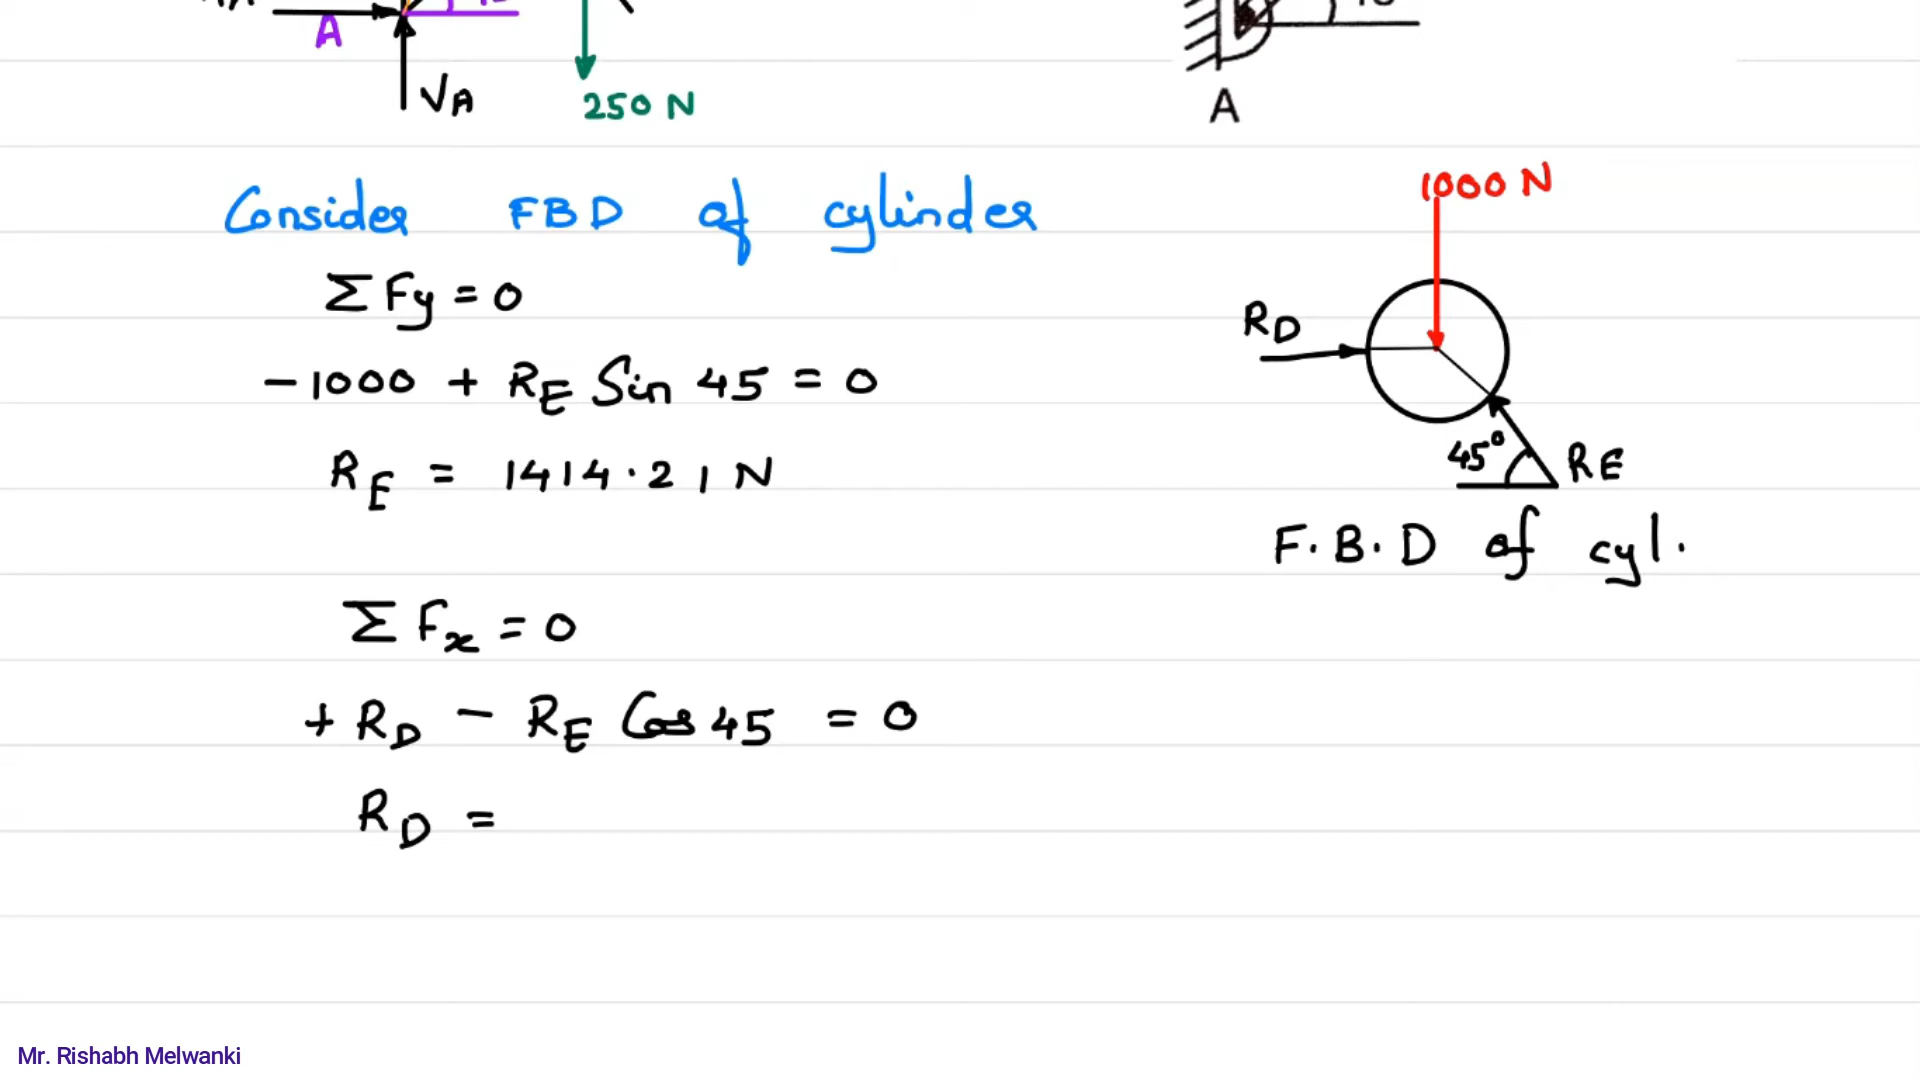 A
VA
250 N
A
Consider FBD of cylinder
1000 N
ΣFy = 0
RD
- 1000 + RE Sin 45 = 0
45° RE
RE = 1414.21 N
F.B.D of cyl.
ΣFx = 0
+ RD - RE Cos 45 = 0
RD =
Mr. Rishabh Melwanki